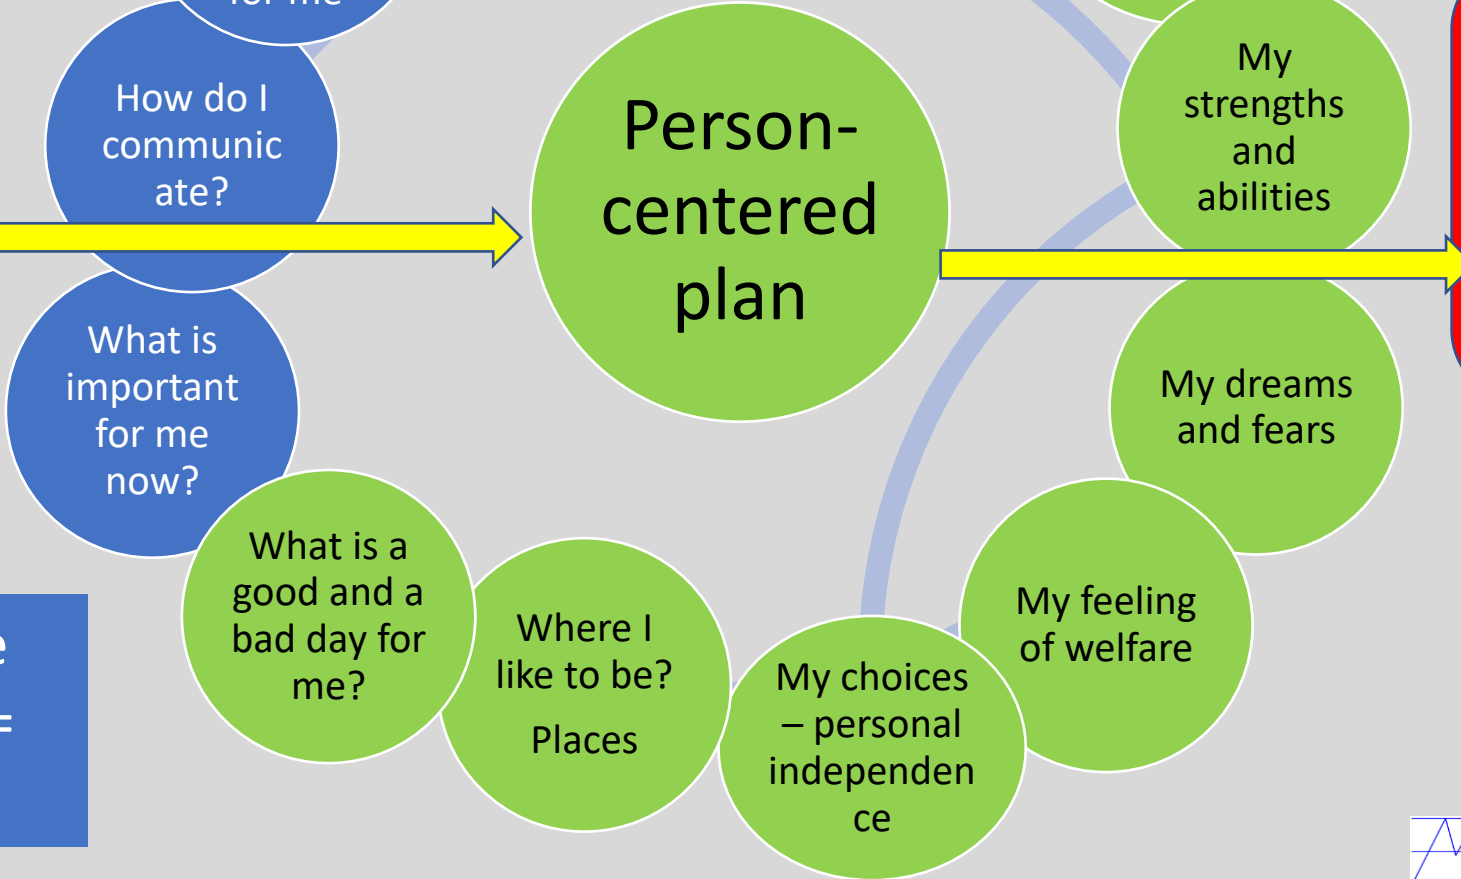 for me
How do I
communic
ate?
What is
important
for me
now?
What is a
good and a
bad day for
me?
Where I
like to be?
Places
My choices
– personal
independen
ce
My feeling
of welfare
My dreams
and fears
My
strengths
and
abilities
Person-
centered
plan
e
=